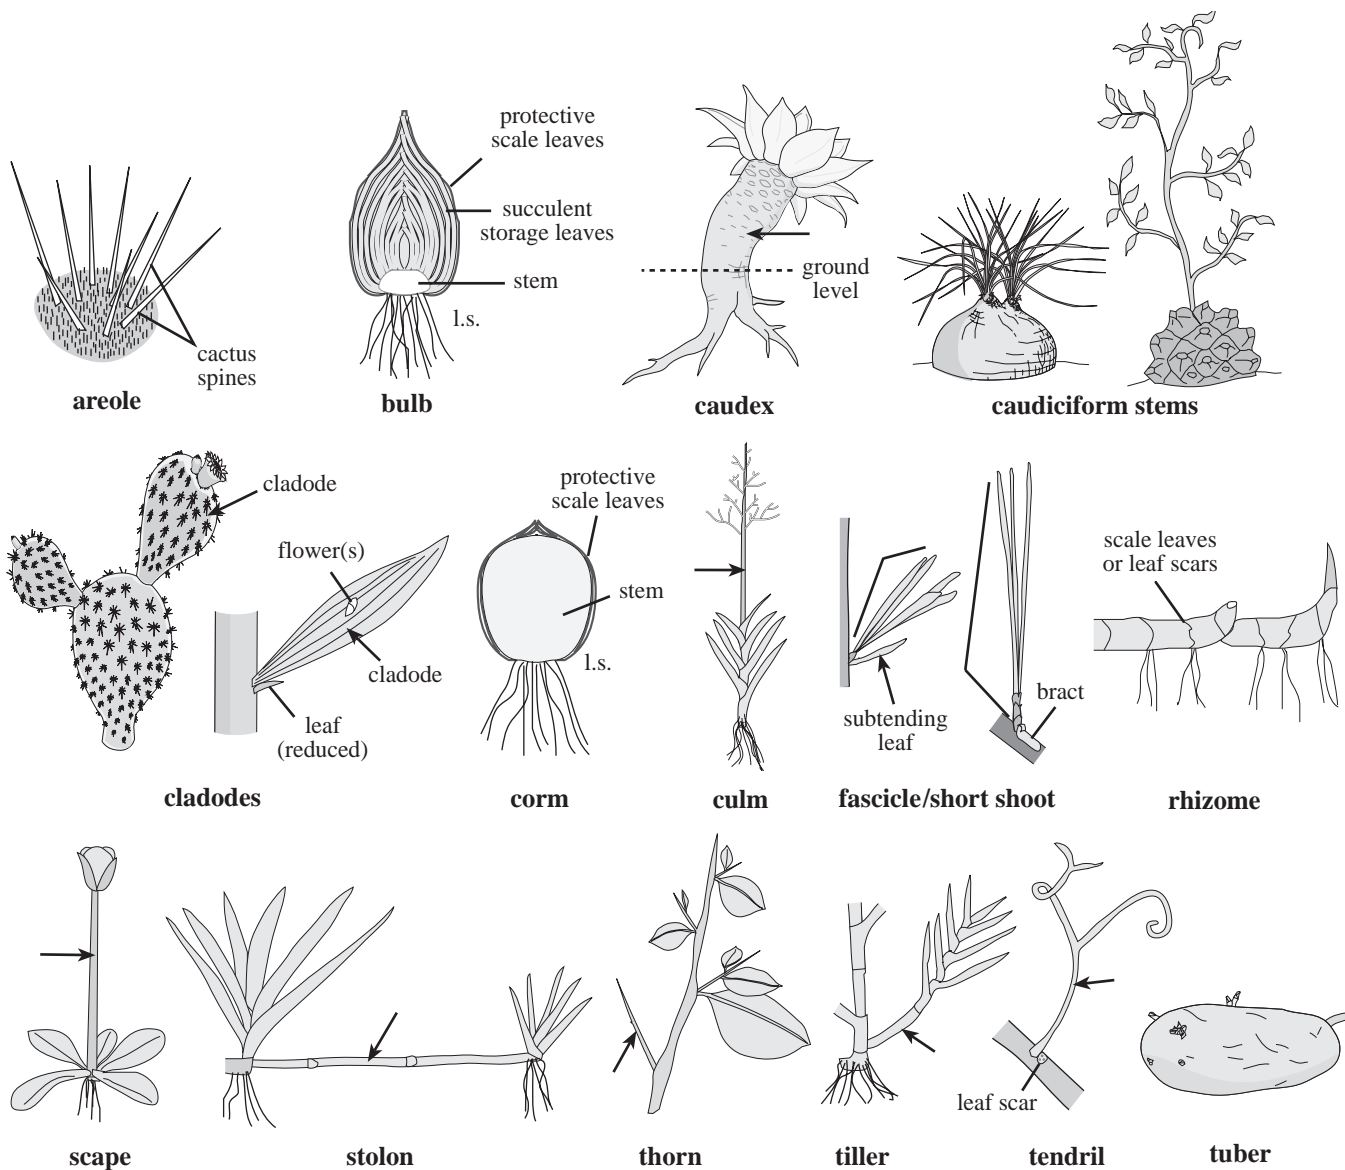 protective
scale leaves
succulent
storage leaves
stem
l.s.
cactus
spines
ground
level
areole
bulb
caudex
caudiciform stems
cladode
flower(s)
cladode
leaf
(reduced)
protective
scale leaves
stem
l.s.
subtending
leaf
bract
scale leaves
or leaf scars
cladodes
corm
culm
fascicle/short shoot
rhizome
leaf scar
scape
stolon
thorn
tiller
tendril
tuber